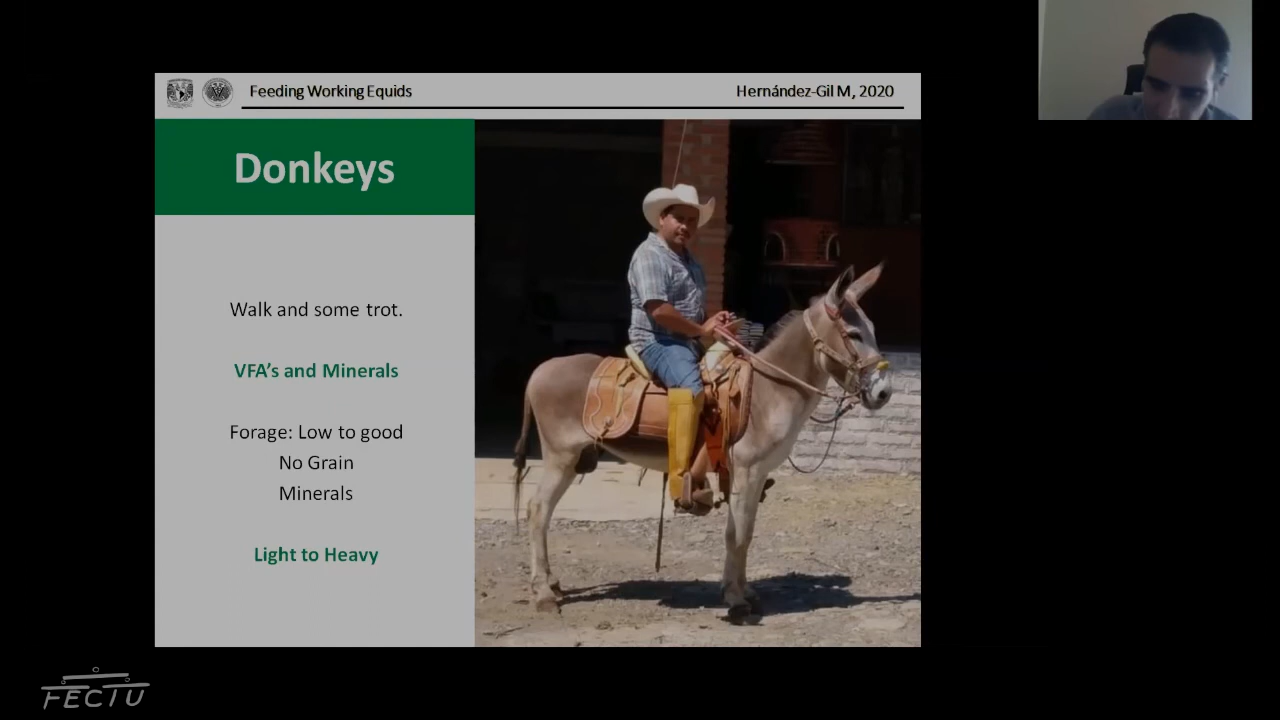 Feeding Working Equids
Hernández-Gil M, 2020
Donkeys
Walk and some trot.
VFA's and Minerals
Forage: Low to good
No Grain
Minerals
Light to Heavy
FECTU